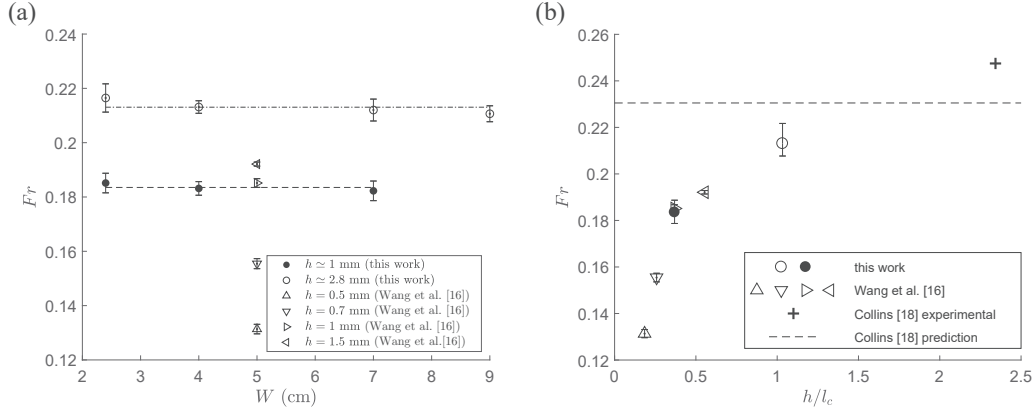 (a)
0.24
0.22
0.2
0.18
0.16
0.14
0.12
Fr
2
3
4
5
6
7
8
9
W (cm)
h ≃ 1 mm (this work)
h ≃ 2.8 mm (this work)
h = 0.5 mm (Wang et al. [16])
h = 0.7 mm (Wang et al. [16])
h = 1 mm (Wang et al. [16])
h = 1.5 mm (Wang et al.[16])
(b)
0.26
0.24
0.22
0.2
0.18
0.16
0.14
0.12
Fr
0
0.5
1
1.5
2
2.5
h/l_c
this work
Wang et al. [16]
Collins [18] experimental
Collins [18] prediction